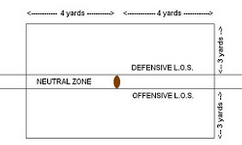 <----------- 4 yards -----------> <----------- 4 yards ----------->
<-- 3 yards -->
DEFENSIVE L.O.S.
NEUTRAL ZONE
OFFENSIVE L.O.S.
<-- 3 yards -->